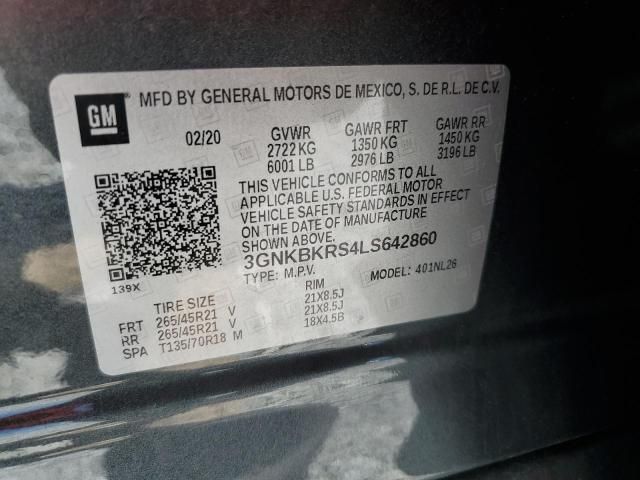 GM
MFD BY GENERAL MOTORS DE MEXICO, S. DE R.L. DE C.V.
02/20 GVWR GAWR FRT GAWR RR
2722 KG 1350 KG 1450 KG
6001 LB 2976 LB 3196 LB
THIS VEHICLE CONFORMS TO ALL
APPLICABLE U.S. FEDERAL MOTOR
VEHICLE SAFETY STANDARDS IN EFFECT
ON THE DATE OF MANUFACTURE
SHOWN ABOVE.
3GNKBKRS4LS642860
TYPE: M.P.V. MODEL: 401NL26
139X
TIRE SIZE RIM
FRT 265/45R21 V 21X8.5J
RR 265/45R21 V 21X8.5J
SPA T135/70R18 M 18X4.5B